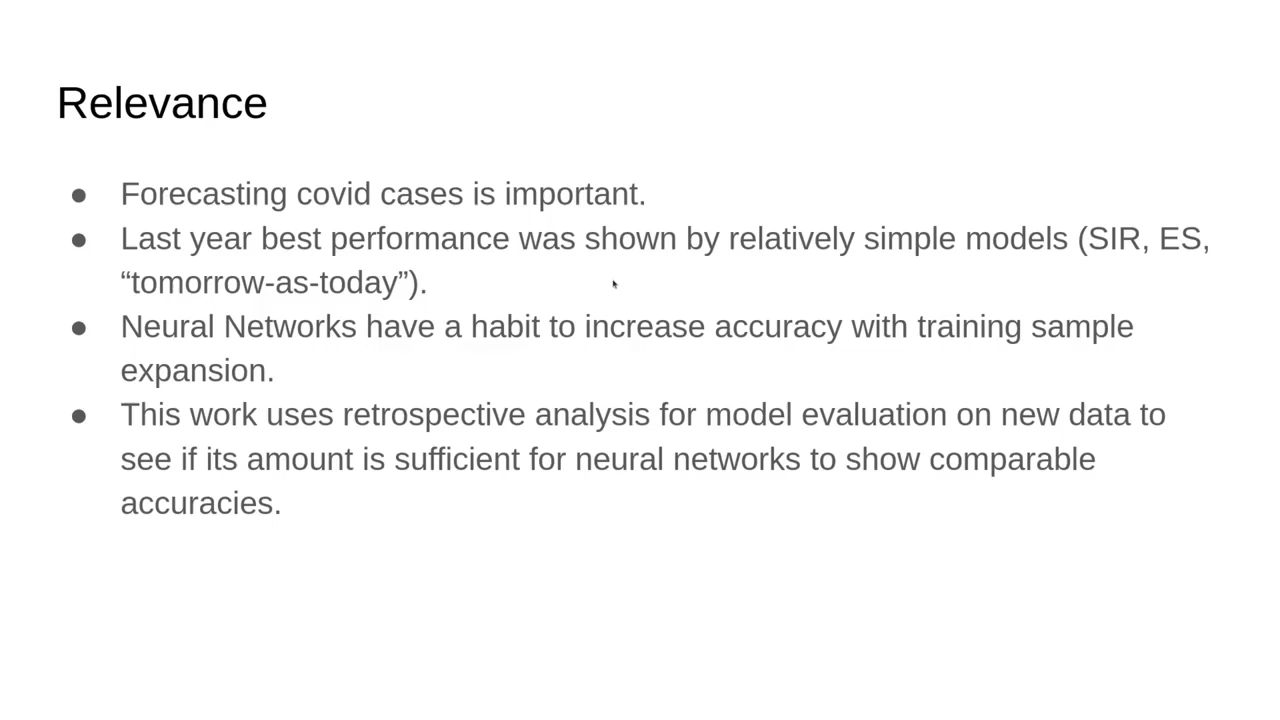 Relevance
● Forecasting covid cases is important.
● Last year best performance was shown by relatively simple models (SIR, ES,
“tomorrow-as-today”).
● Neural Networks have a habit to increase accuracy with training sample
expansion.
● This work uses retrospective analysis for model evaluation on new data to
see if its amount is sufficient for neural networks to show comparable
accuracies.